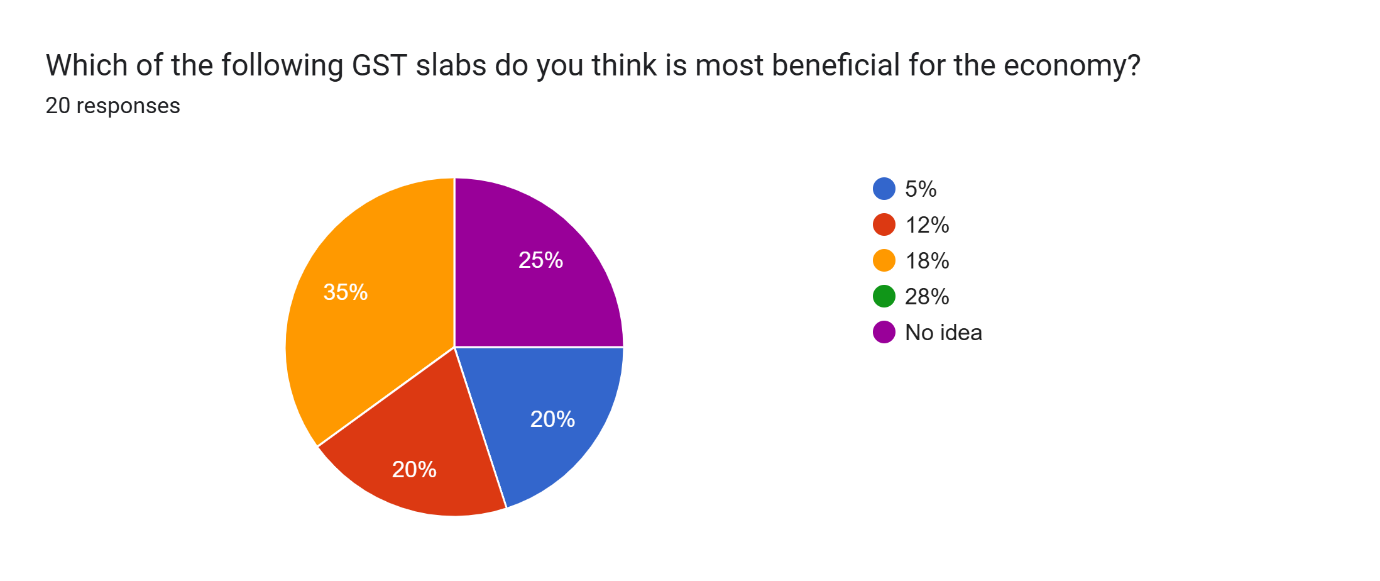 Which of the following GST slabs do you think is most beneficial for the economy?
20 responses
25%
35%
20%
20%
5%
12%
18%
28%
No idea